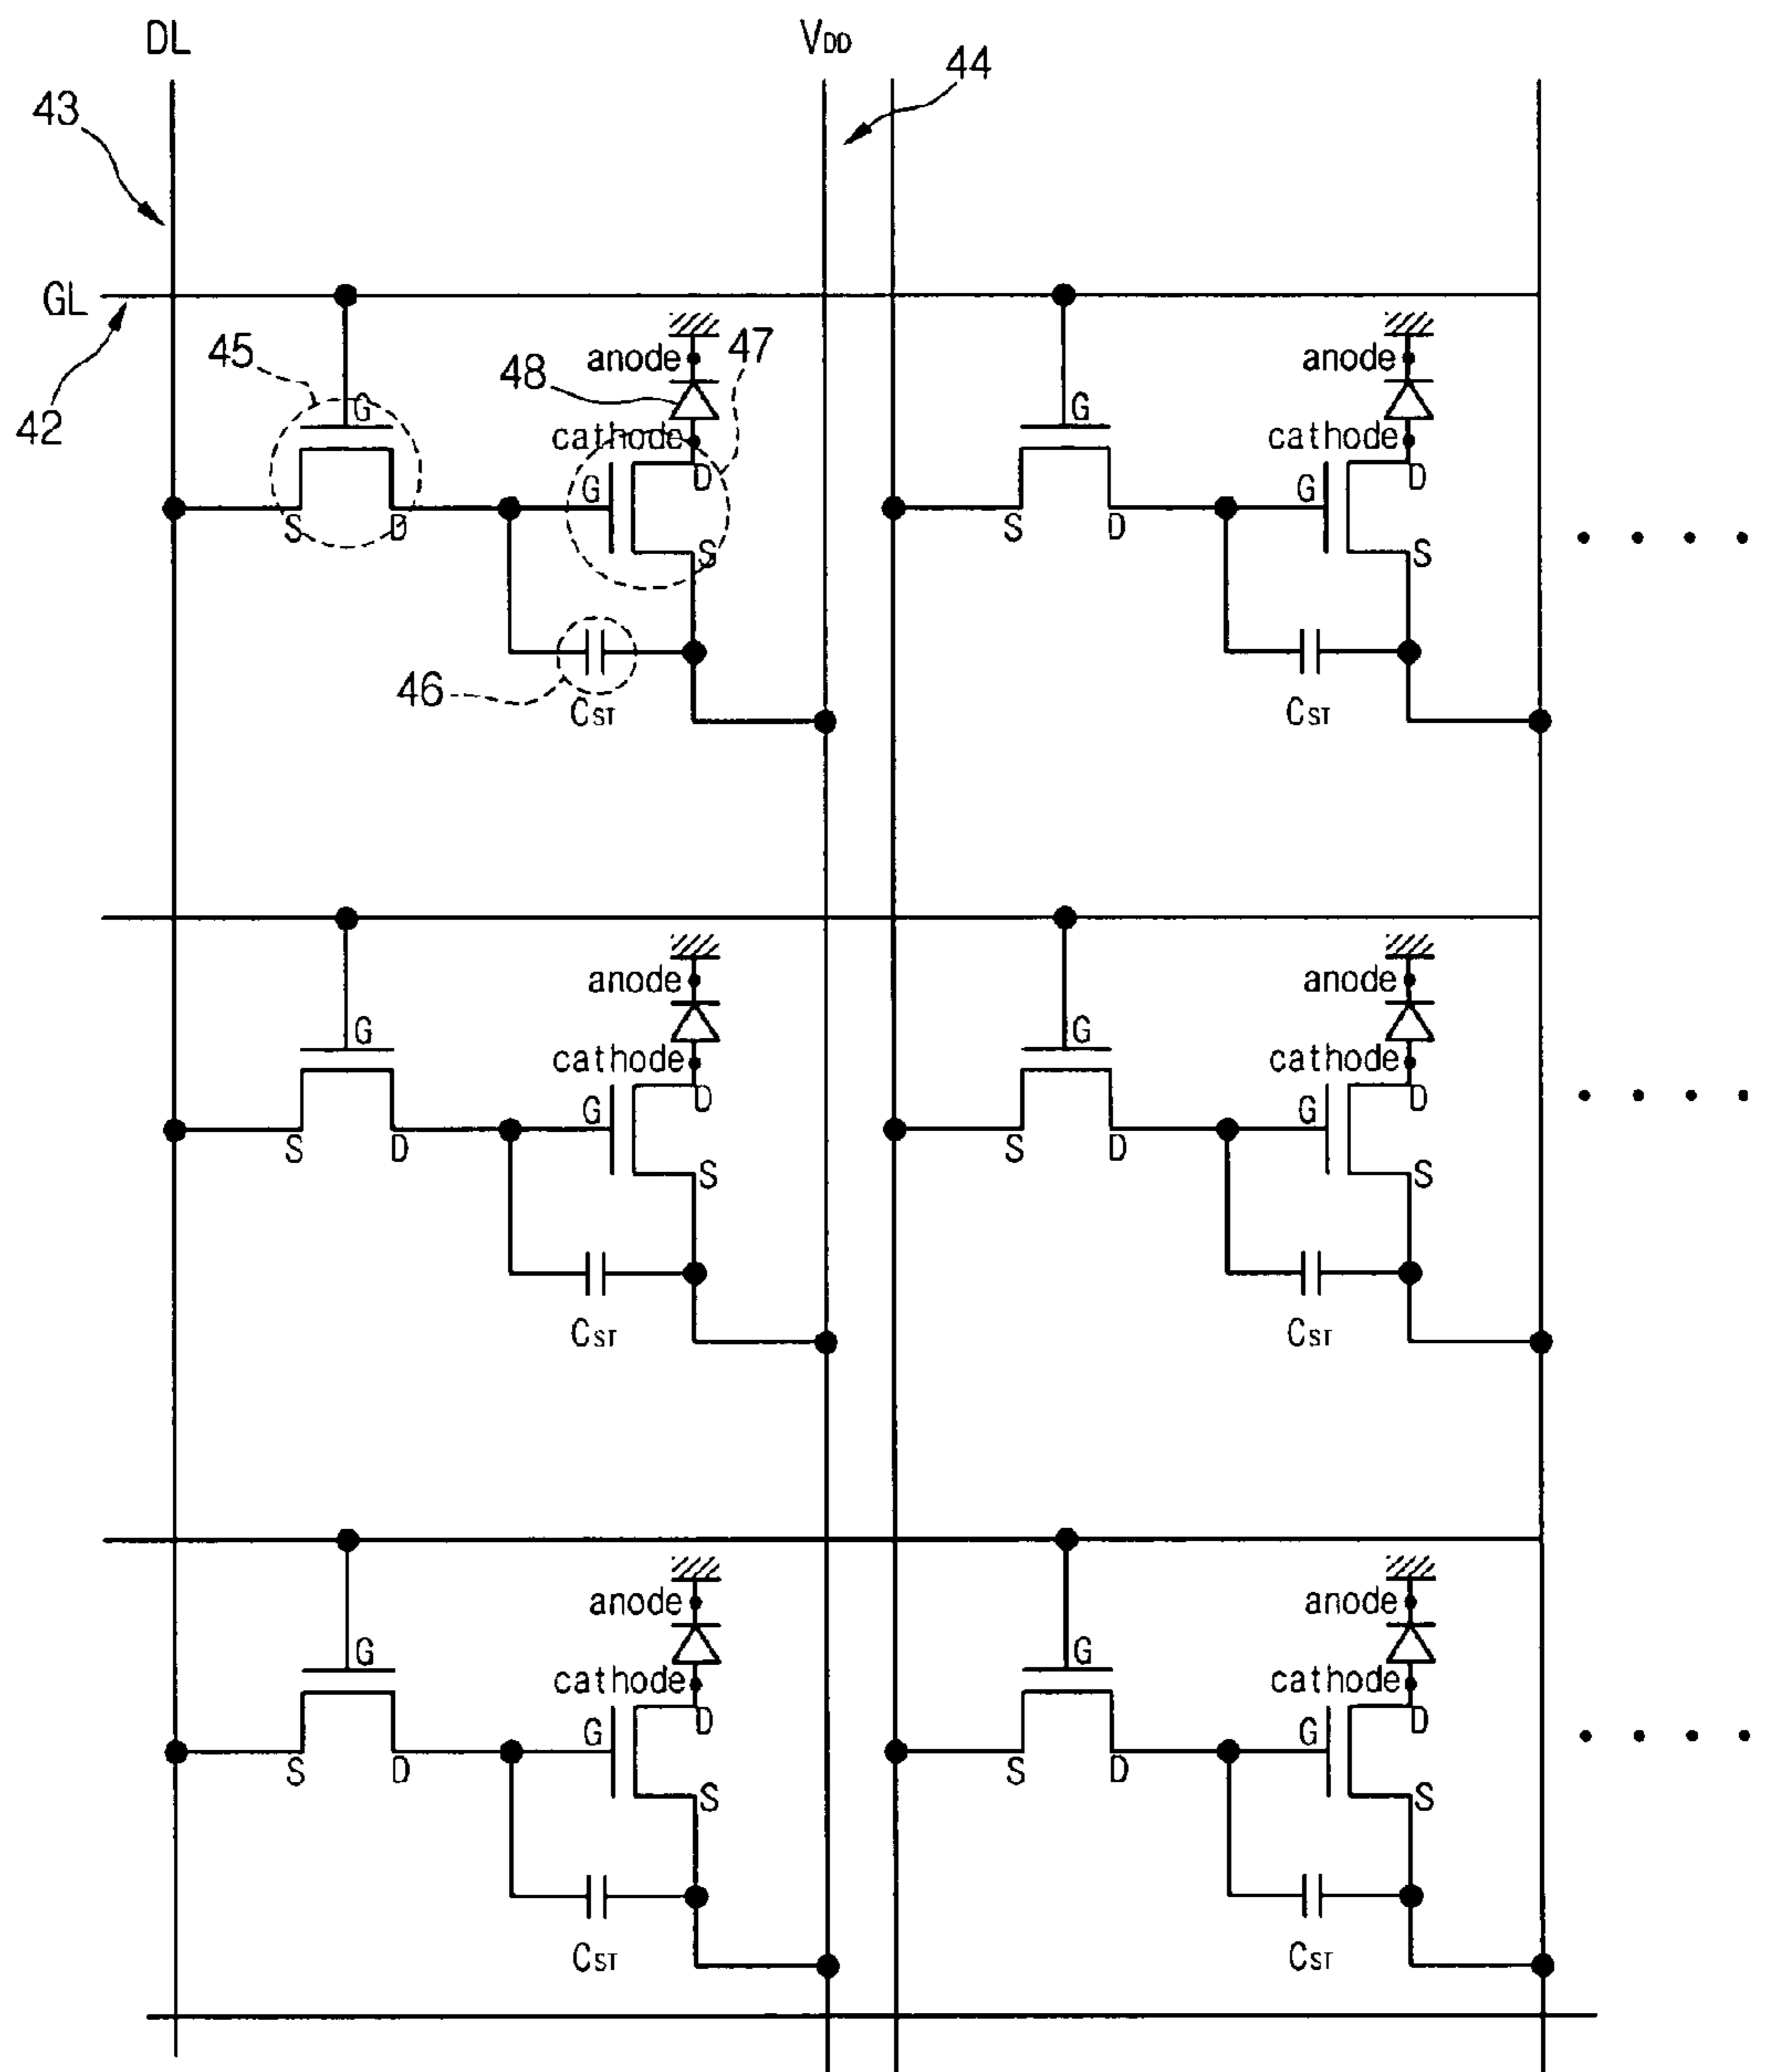 DL VDD
44
43
GL
42
45 48 anode 47
G cathode D
G
S D S
46
CST
anode
G cathode D
G
S D S
CST
anode
G cathode
D
G
S D S
CST
anode
G cathode
D
G
S D S
CST
anode
G cathode
D
G
S D S
CST
anode
G cathode
D
G
S D S
CST